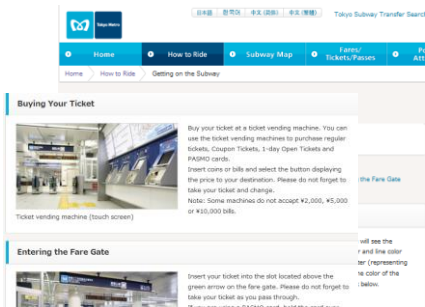 日本語 한국어 中文 (简体) 中文 (繁體) Tokyo Subway Transfer Search
Tokyo Metro
Home How to Ride Subway Map Fares/
Tickets/Passes
Home How to Ride Getting on the Subway
Buying Your Ticket
Buy your ticket at a ticket vending machine. You can
use the ticket vending machines to purchase regular
tickets, Coupon Tickets, 1-day Open Tickets and
PASMO cards.
Insert coins or bills and select the button displaying
the price to your destination. Please do not forget to
take your ticket and change.
Note: Some machines do not accept ¥2,000, ¥5,000
or ¥10,000 bills.
Ticket vending machine (touch screen)
the Fare Gate
Entering the Fare Gate
Insert your ticket into the slot located above the
green arrow on the fare gate. Please do not forget to
take your ticket as you pass through.
will see the
and line color
(representing
color of the
below.